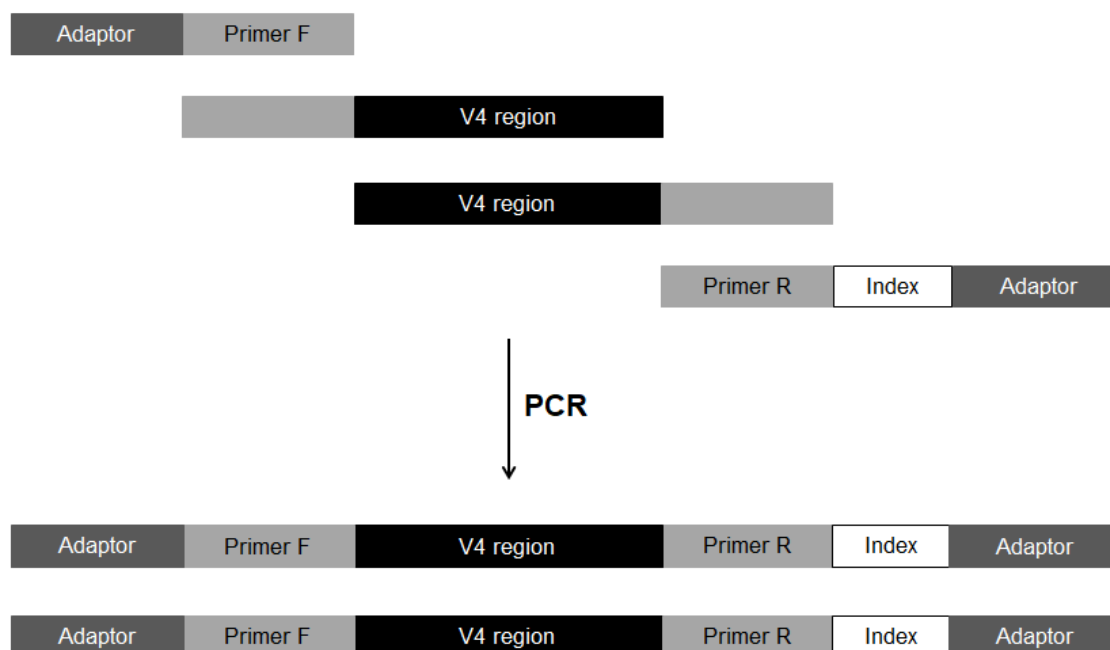 Adaptor Primer F
V4 region
V4 region
Primer R Index Adaptor
PCR
Adaptor Primer F V4 region Primer R Index Adaptor
Adaptor Primer F V4 region Primer R Index Adaptor